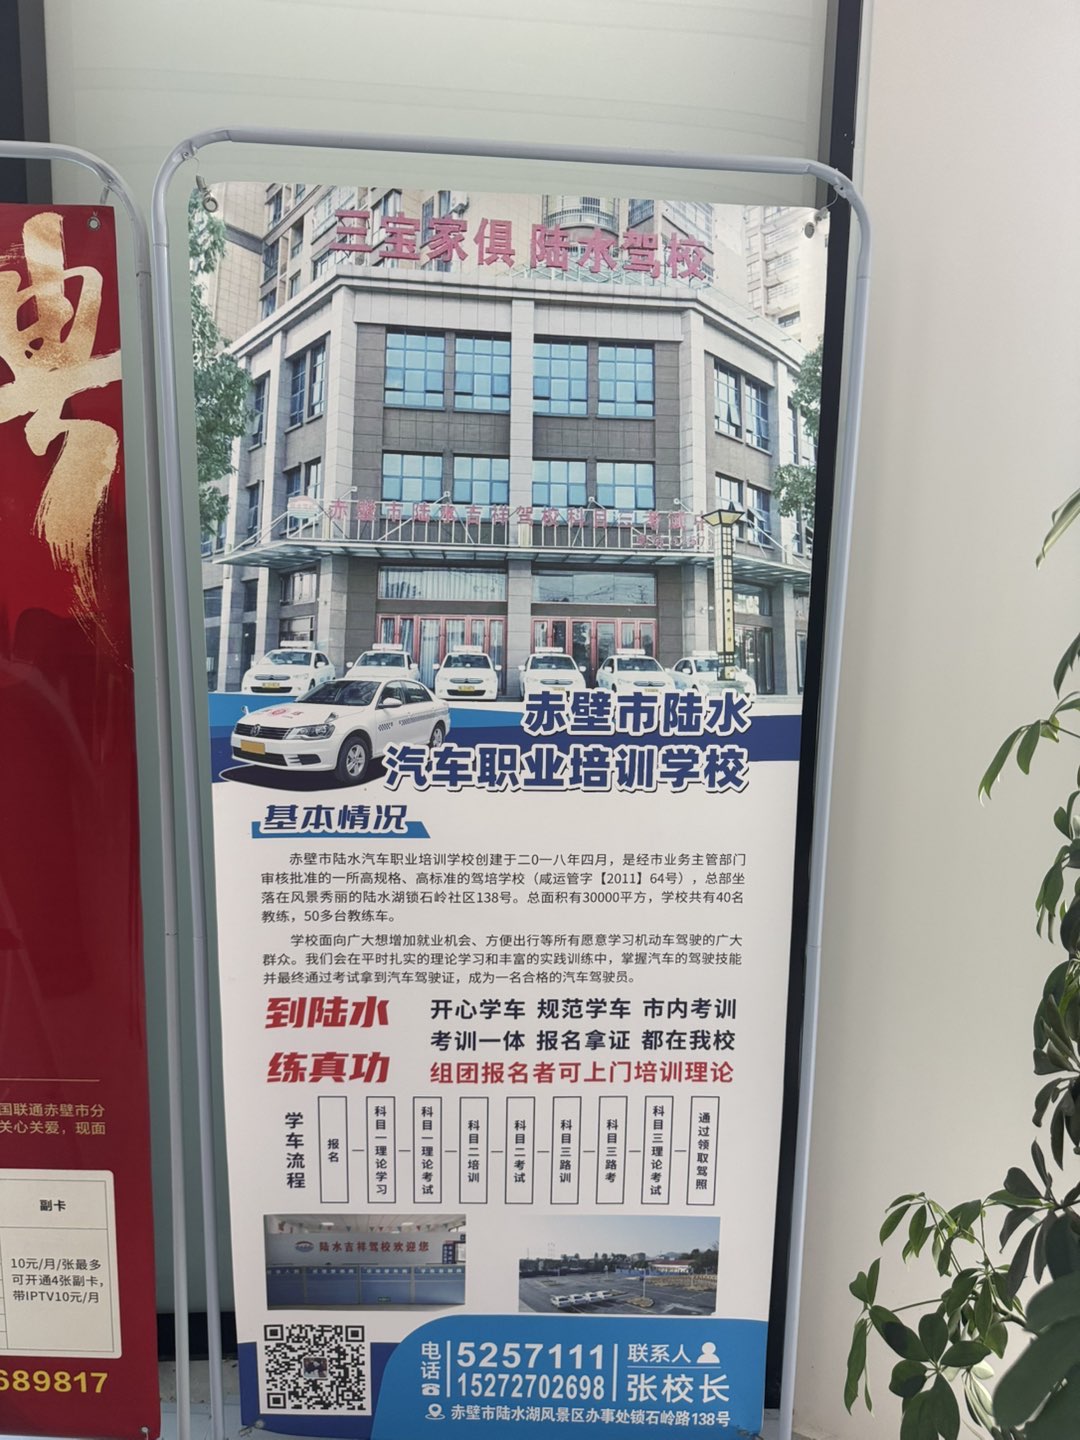 三宝家俱 陆水驾校
赤壁市陆水吉祥驾校科目
赤壁市陆水
汽车职业培训学校
基本情况
赤壁市陆水汽车职业培训学校创建于二0一八年四月，是经市业务主管部门
审核批准的一所高规格、高标准的驾培学校（咸运管字【2011】64号），总部坐
落在风景秀丽的陆水湖锁石岭社区138号。总面积有30000平方，学校共有40名
教练，50多台教练车。
学校面向广大想增加就业机会、方便出行等所有愿意学习机动车驾驶的广大
群众。我们会在平时扎实的理论学习和丰富的实践训练中，掌握汽车的驾驶技能
并最终通过考试拿到汽车驾驶证，成为一名合格的汽车驾驶员。
到陆水
练真功
开心学车 规范学车 市内考训
考训一体 报名拿证 都在我校
组团报名者可上门培训理论
学车流程
报名
科目一理论学习
科目一理论考试
科目二培训
科目二考试
科目三路训
科目三路考
科目三理论考试
通过领取驾照
陆水吉祥驾校欢迎您
电话
5257111
15272702698
联系人
张校长
赤壁市陆水湖风景区办事处锁石岭路138号
聘
国联通赤壁市分
关心关爱，现面
副卡
10元/月/张最多
可开通4张副卡，
带IPTV10元/月
689817